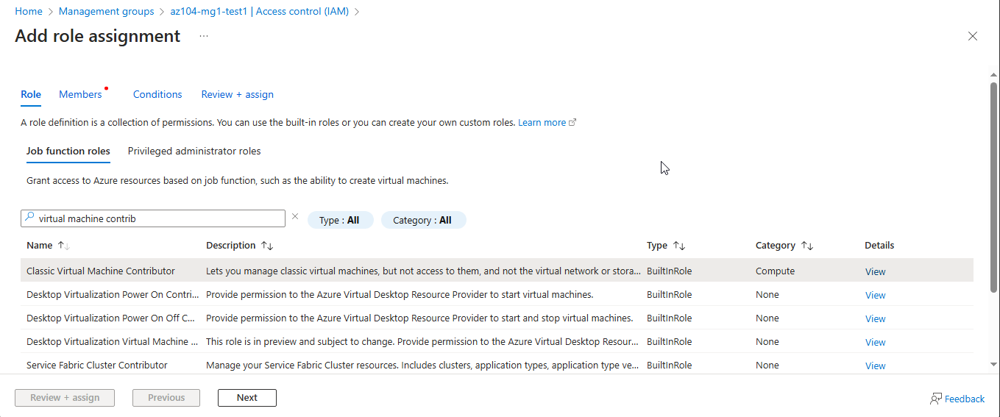 Home > Management groups > az104-mg1-test1 | Access control (IAM) >
Add role assignment ...
Role Members Conditions Review + assign
A role definition is a collection of permissions. You can use the built-in roles or you can create your own custom roles. Learn more
Job function roles Privileged administrator roles
Grant access to Azure resources based on job function, such as the ability to create virtual machines.
virtual machine contrib Type : All Category : All
Name Description Type Category Details
Classic Virtual Machine Contributor Lets you manage classic virtual machines, but not access to them, and not the virtual network or stora... BuiltInRole Compute View
Desktop Virtualization Power On Contri... Provide permission to the Azure Virtual Desktop Resource Provider to start virtual machines. BuiltInRole None View
Desktop Virtualization Power On Off C... Provide permission to the Azure Virtual Desktop Resource Provider to start and stop virtual machines. BuiltInRole None View
Desktop Virtualization Virtual Machine ... This role is in preview and subject to change. Provide permission to the Azure Virtual Desktop Resour... BuiltInRole None View
Service Fabric Cluster Contributor Manage your Service Fabric Cluster resources. Includes clusters, application types, application type ve... BuiltInRole None View
Review + assign Previous Next Feedback